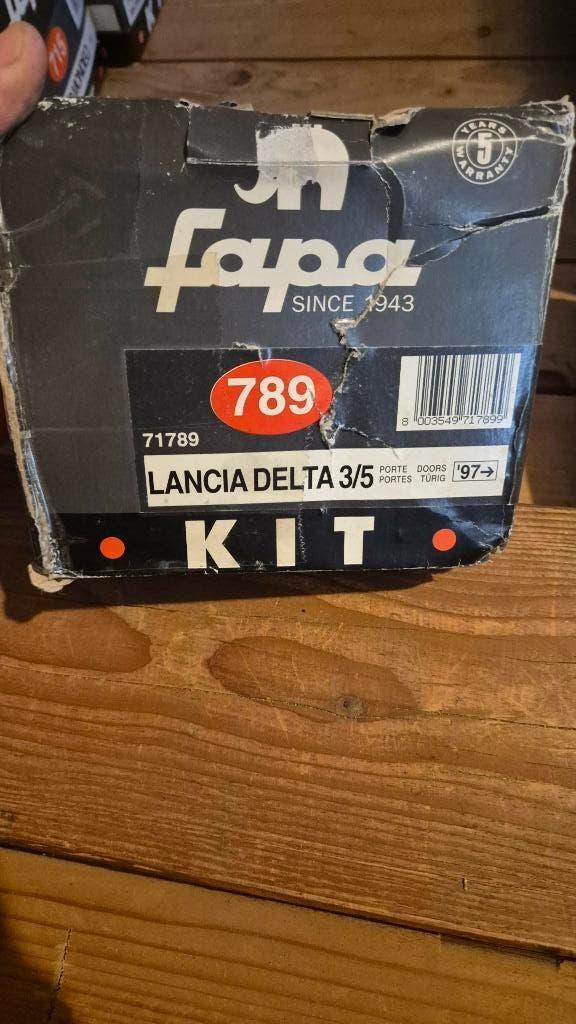 715
YEARS
5
WARRANTY
fapa
SINCE 1943
789
71789
8 003549 717899
LANCIA DELTA 3/5
PORTE DOORS
PORTES TÜRIG
'97→
KIT